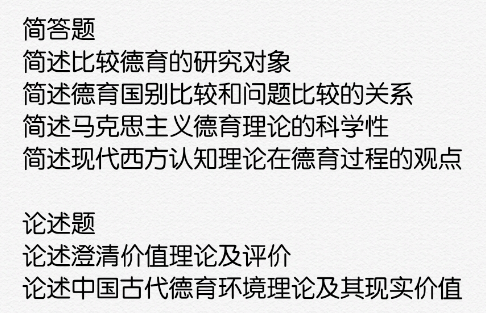 简答题
简述比较德育的研究对象
简述德育国别比较和问题比较的关系
简述马克思主义德育理论的科学性
简述现代西方认知理论在德育过程的观点
论述题
论述澄清价值理论及评价
论述中国古代德育环境理论及其现实价值